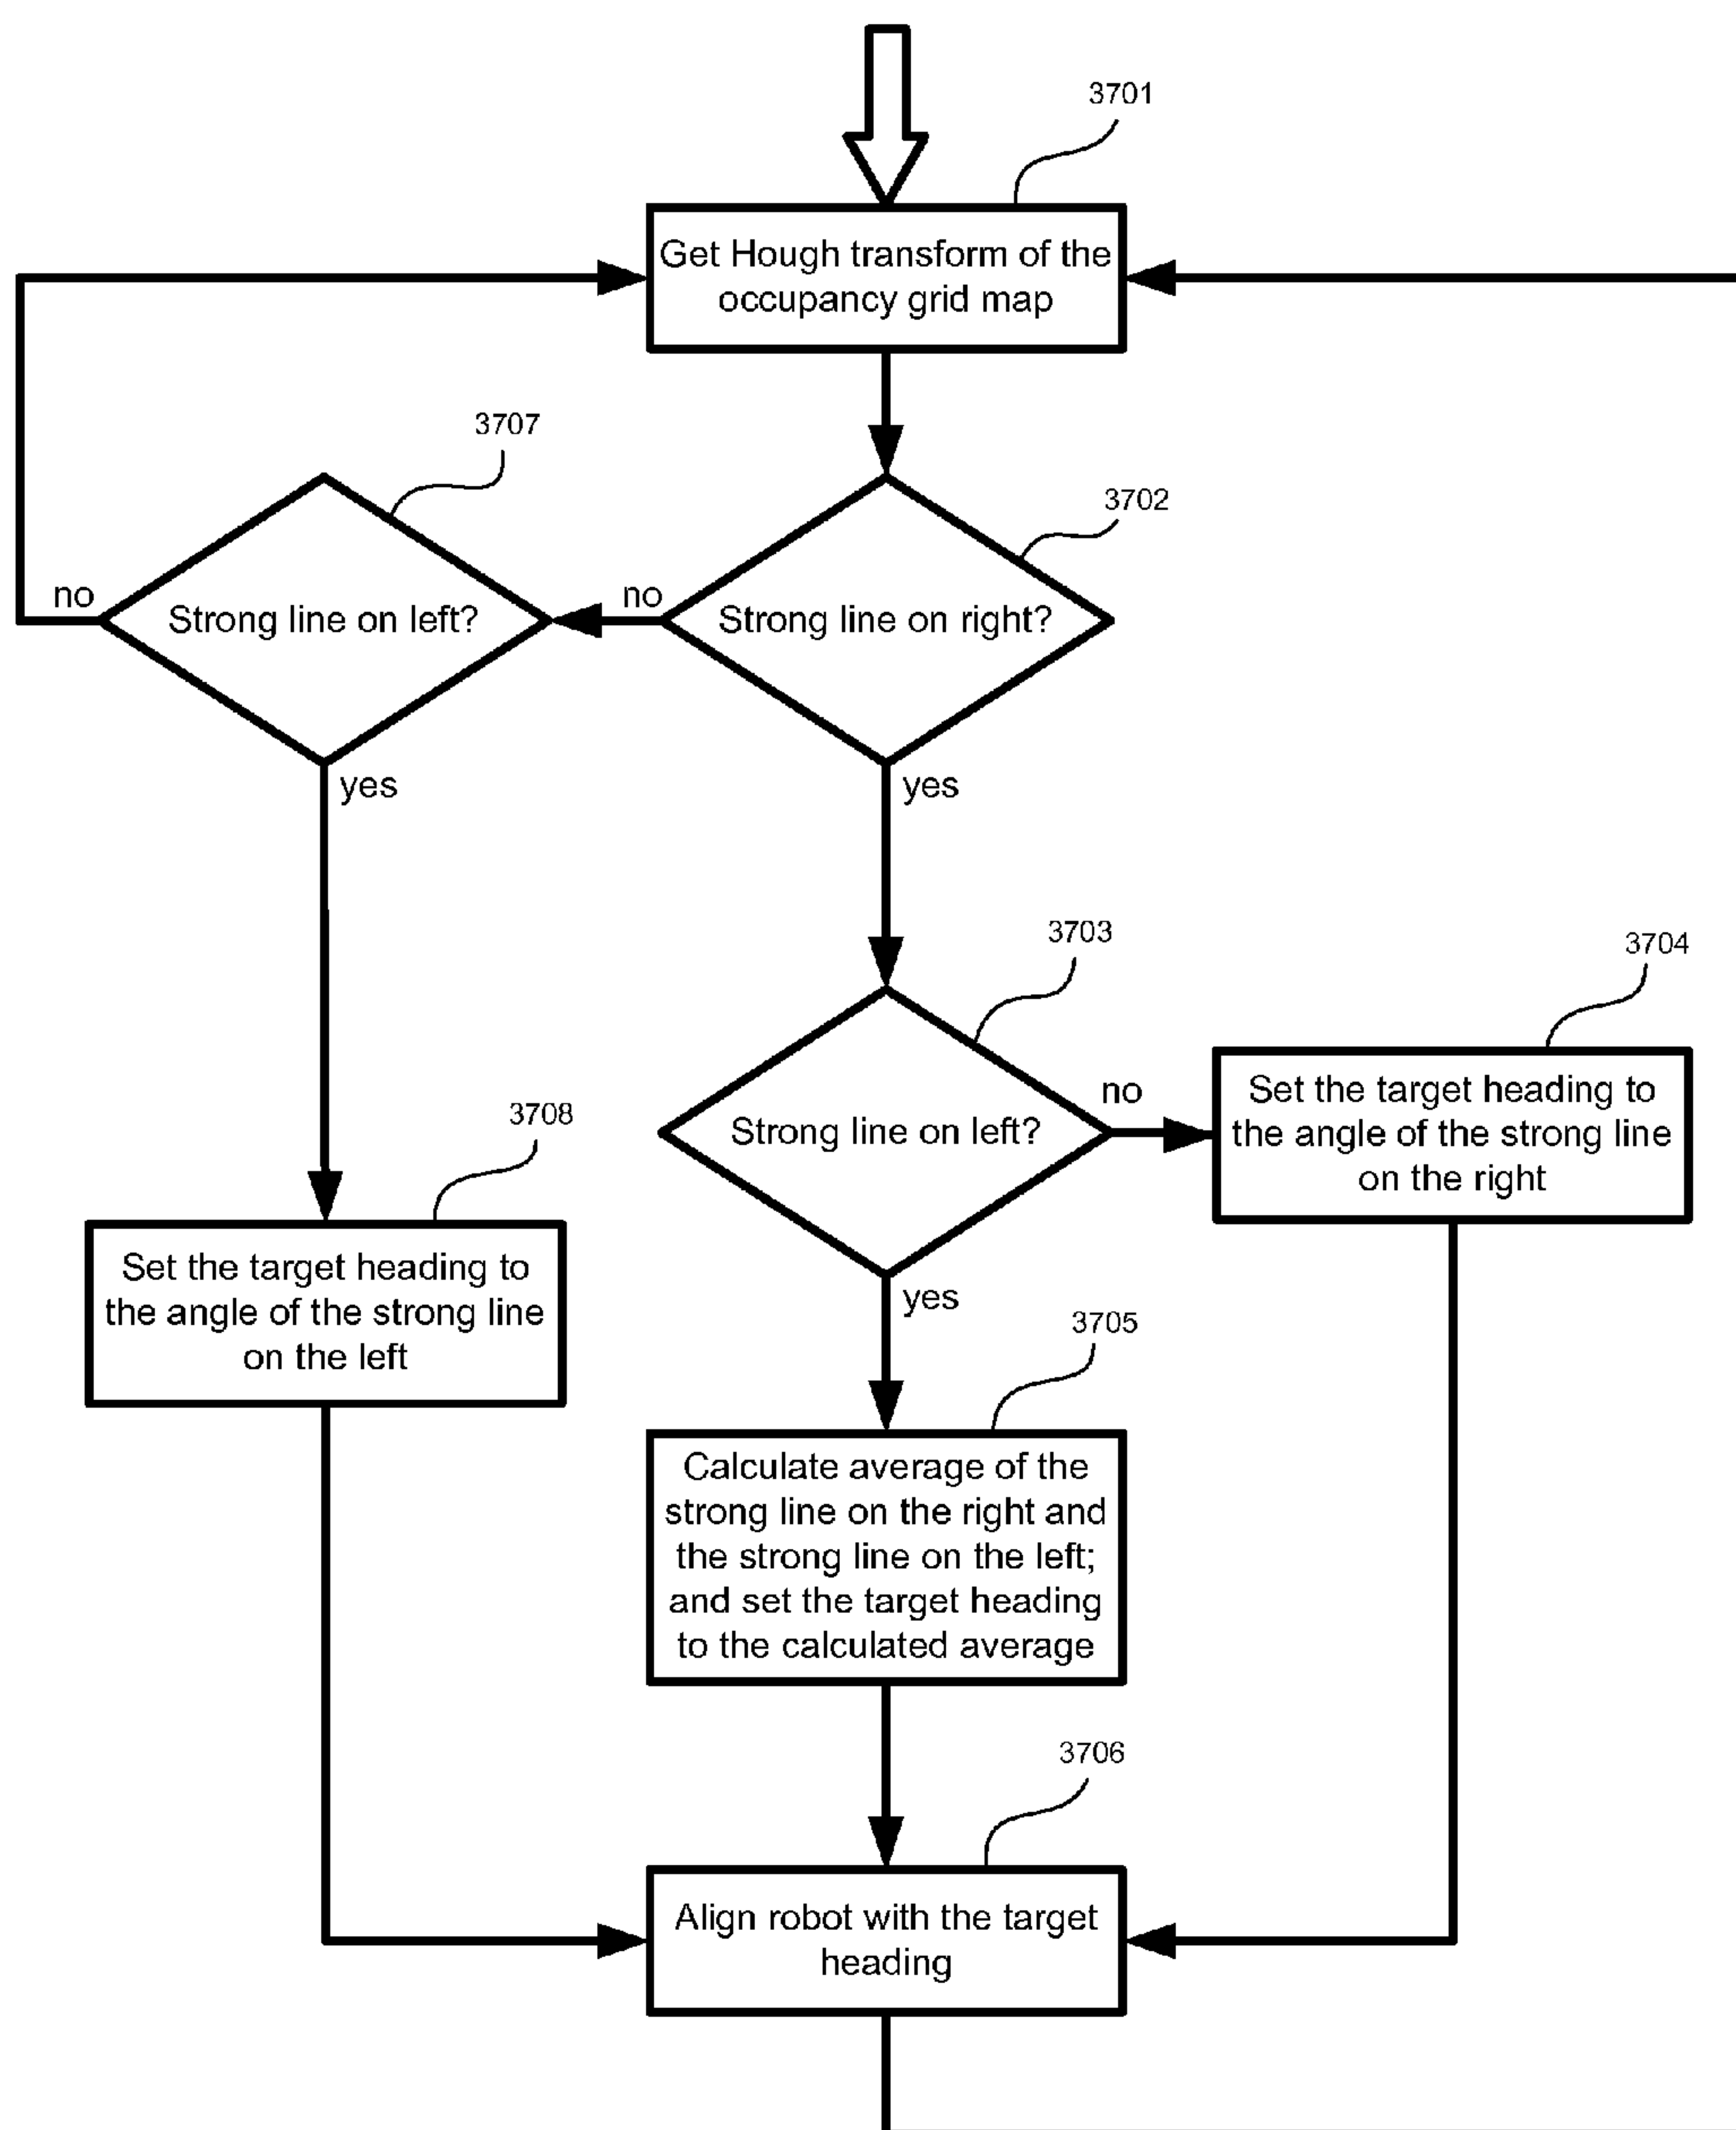 3701
Get Hough transform of the
occupancy grid map
3707
3702
no
Strong line on left?
no
Strong line on right?
yes
yes
3703
3704
Strong line on left?
no
Set the target heading to
the angle of the strong line
on the right
3708
Set the target heading to
the angle of the strong line
on the left
yes
3705
Calculate average of the
strong line on the right and
the strong line on the left;
and set the target heading
to the calculated average
3706
Align robot with the target
heading